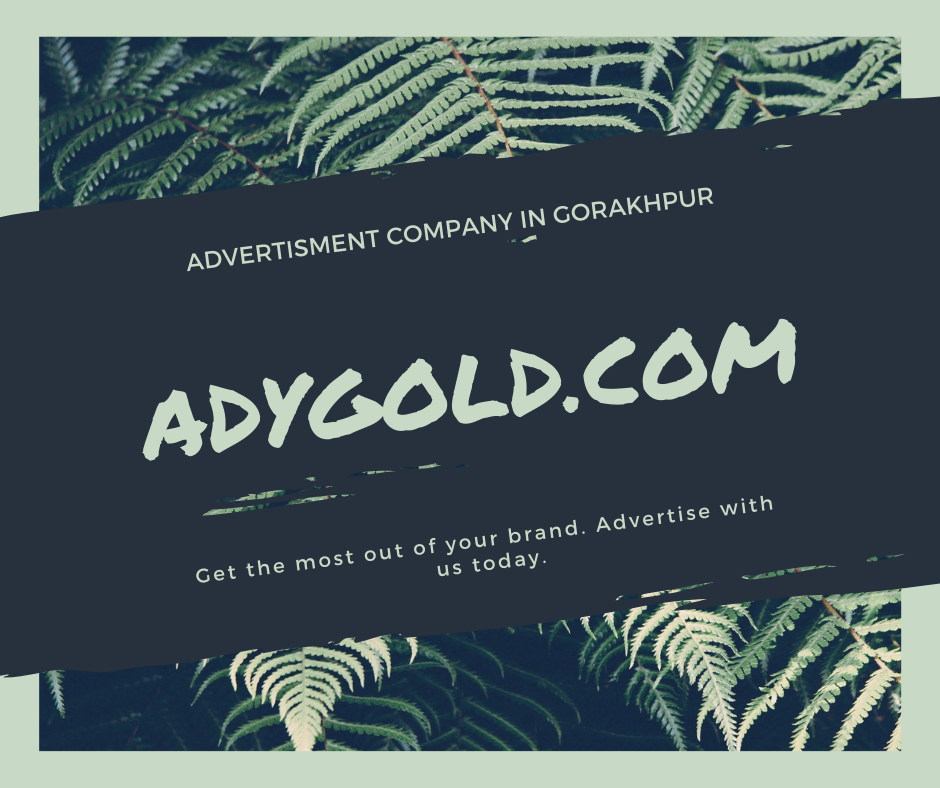 ADVERTISMENT COMPANY IN GORAKHPUR
ADYGOLD.COM
Get the most out of your brand. Advertise with
us today.